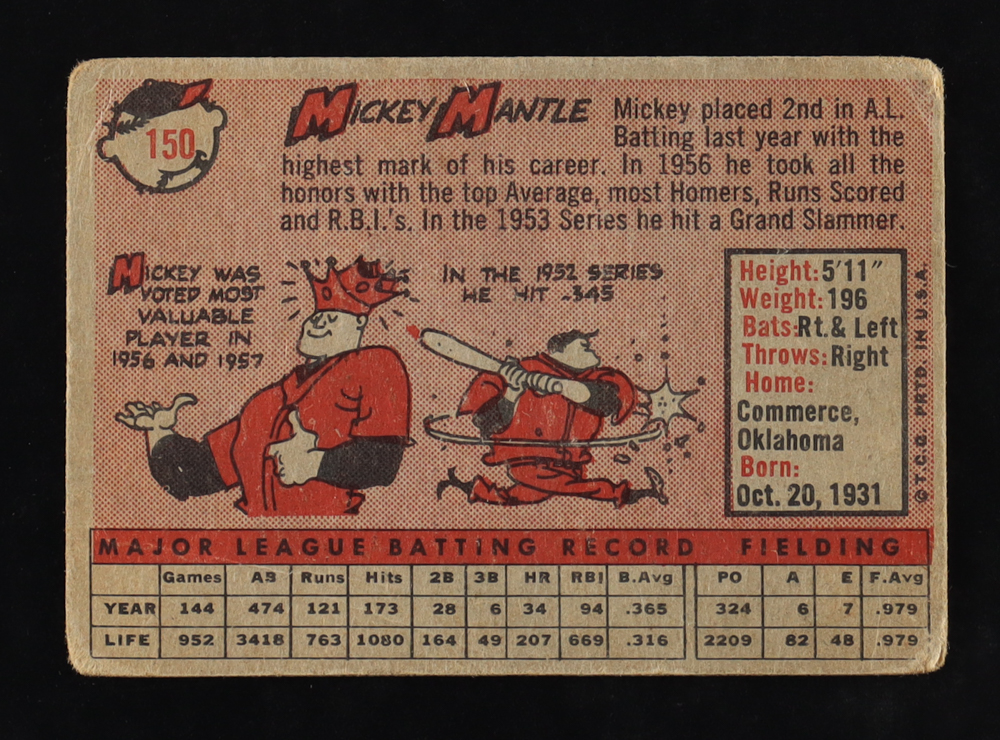 150
MICKEY MANTLE
Mickey placed 2nd in A.L.
Batting last year with the
highest mark of his career. In 1956 he took all the
honors with the top Average, most Homers, Runs Scored
and R.B.I.'s. In the 1953 Series he hit a Grand Slammer.
MICKEY WAS
VOTED MOST
VALUABLE
PLAYER IN
1956 AND 1957
IN THE 1952 SERIES
HE HIT .345
Height: 5'11"
Weight: 196
Bats: Rt. & Left
Throws: Right
Home:
Commerce,
Oklahoma
Born:
Oct. 20, 1931
©T.C.G. PRTD. IN U.S.A.
MAJOR LEAGUE BATTING RECORD FIELDING
Games AB Runs Hits 2B 3B HR RBI B.Avg PO A E F.Avg
YEAR 144 474 121 173 28 6 34 94 .365 324 6 7 .979
LIFE 952 3418 763 1080 164 49 207 669 .316 2209 82 48 .979